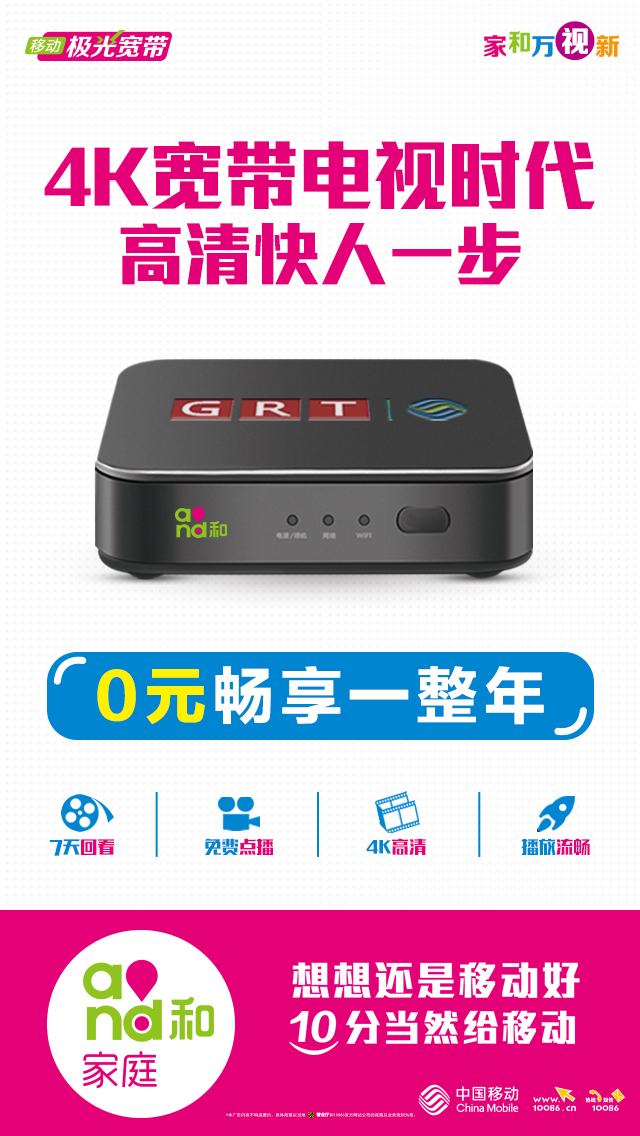 移动 极光宽带
家和万视新
4K宽带电视时代
高清快人一步
GRT
and和
电源/待机 网络 WIFI
0元畅享一整年
7天回看 免费点播 4K高清 播放流畅
and和
家庭
想想还是移动好
10分当然给移动
中国移动
China Mobile
www.
10086.cn
热线 短信
10086